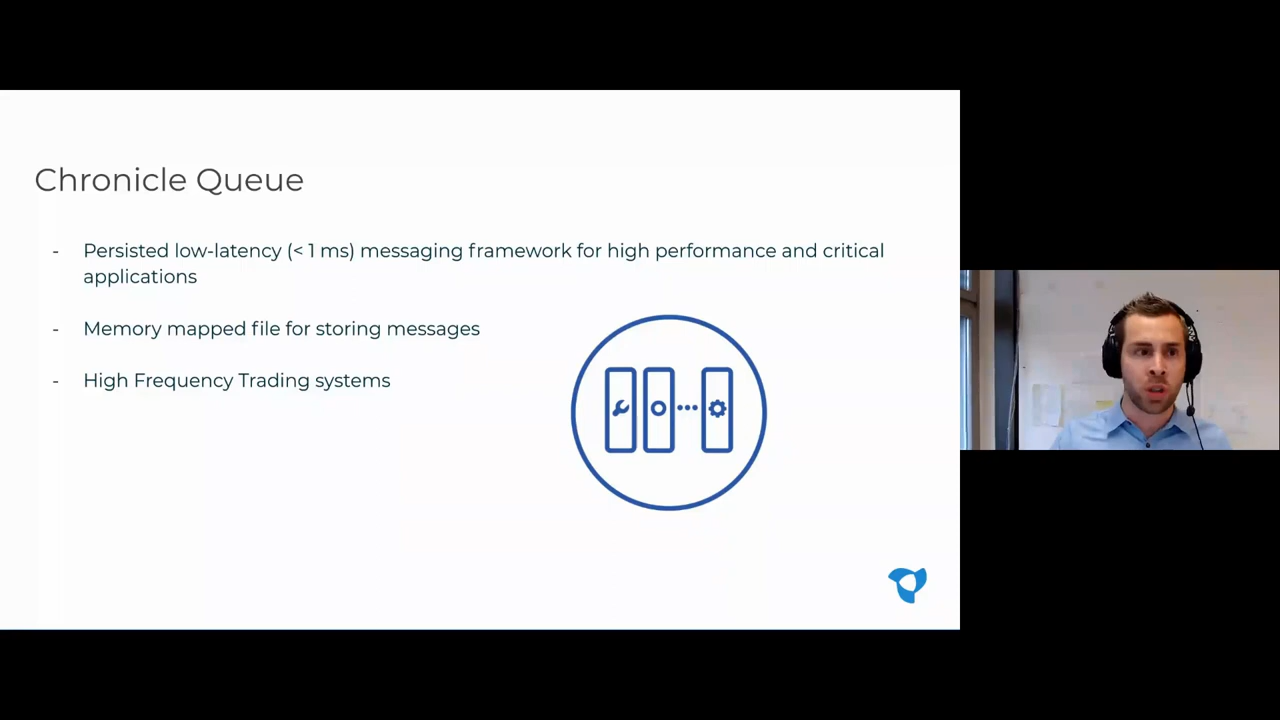 Chronicle Queue
- Persisted low-latency (< 1 ms) messaging framework for high performance and critical
applications
- Memory mapped file for storing messages
- High Frequency Trading systems